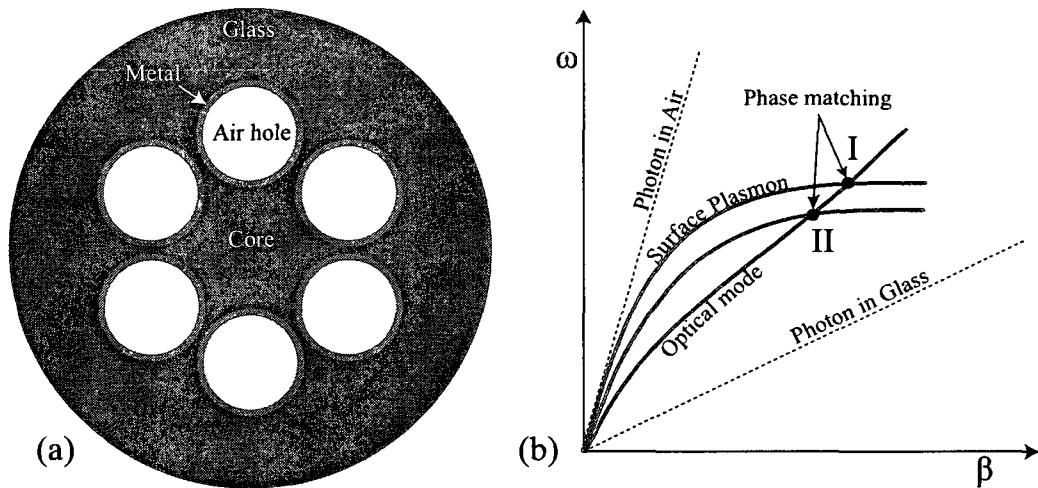 Glass
Metal
Air hole
Core
(a)
ω
Photon in Air
Phase matching
I
Surface Plasmon
II
Optical mode
Photon in Glass
(b)
β